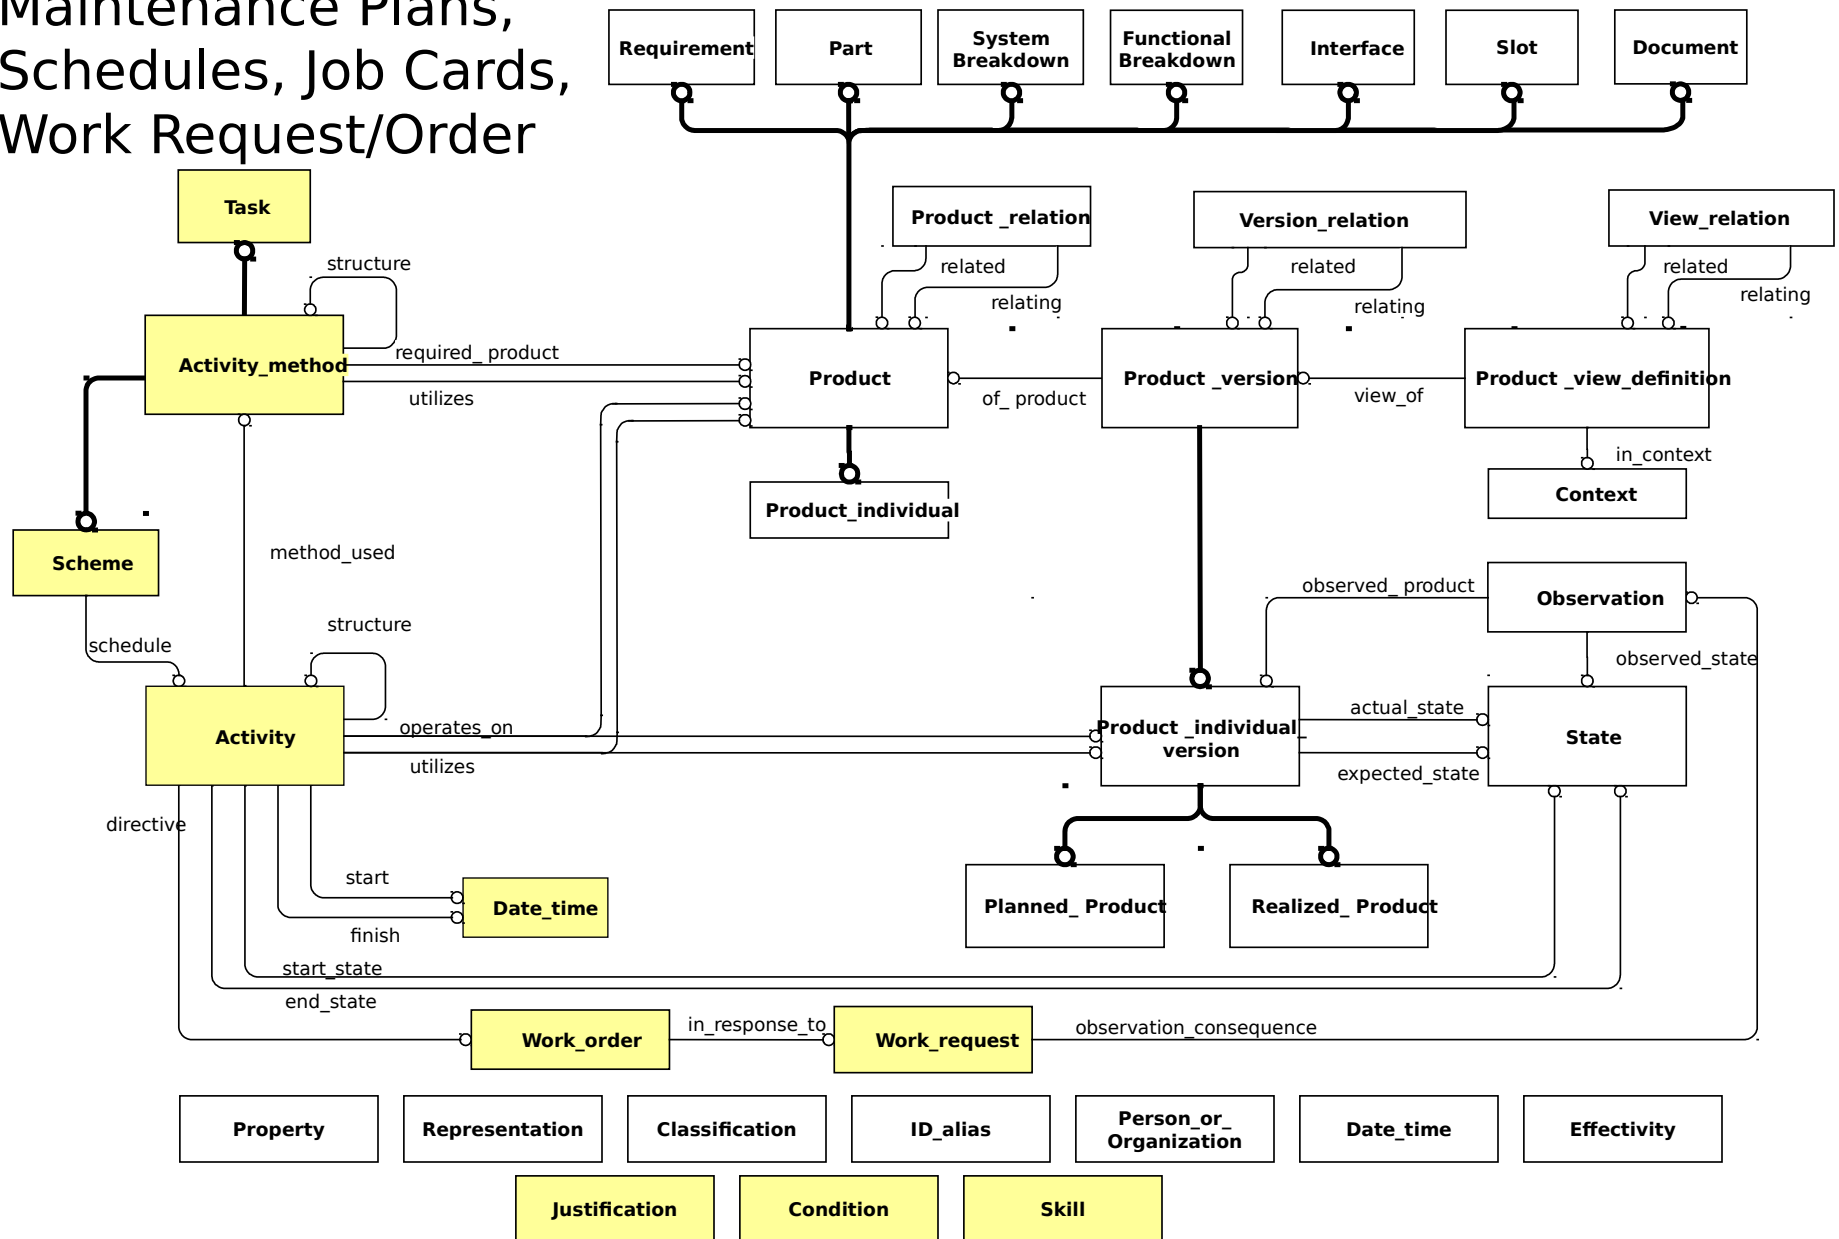 Maintenance Plans,
Schedules, Job Cards,
Work Request/Order
Requirement
Part
System
Breakdown
Functional
Breakdown
Interface
Slot
Document
Task
Product _relation
Version_relation
View_relation
structure
related
relating
related
relating
related
relating
Activity_method
required_ product
utilizes
Product
of_ product
Product _version
view_of
Product _view_definition
in_context
Context
Product_individual
Scheme
method_used
schedule
structure
observed_ product
Observation
observed_state
Activity
operates_on
utilizes
Product _individual_
version
actual_state
expected_state
State
directive
start
finish
Date_time
Planned_ Product
Realized_ Product
start_state
end_state
Work_order
in_response_to
Work_request
observation_consequence
Property
Representation
Classification
ID_alias
Person_or_
Organization
Date_time
Effectivity
Justification
Condition
Skill